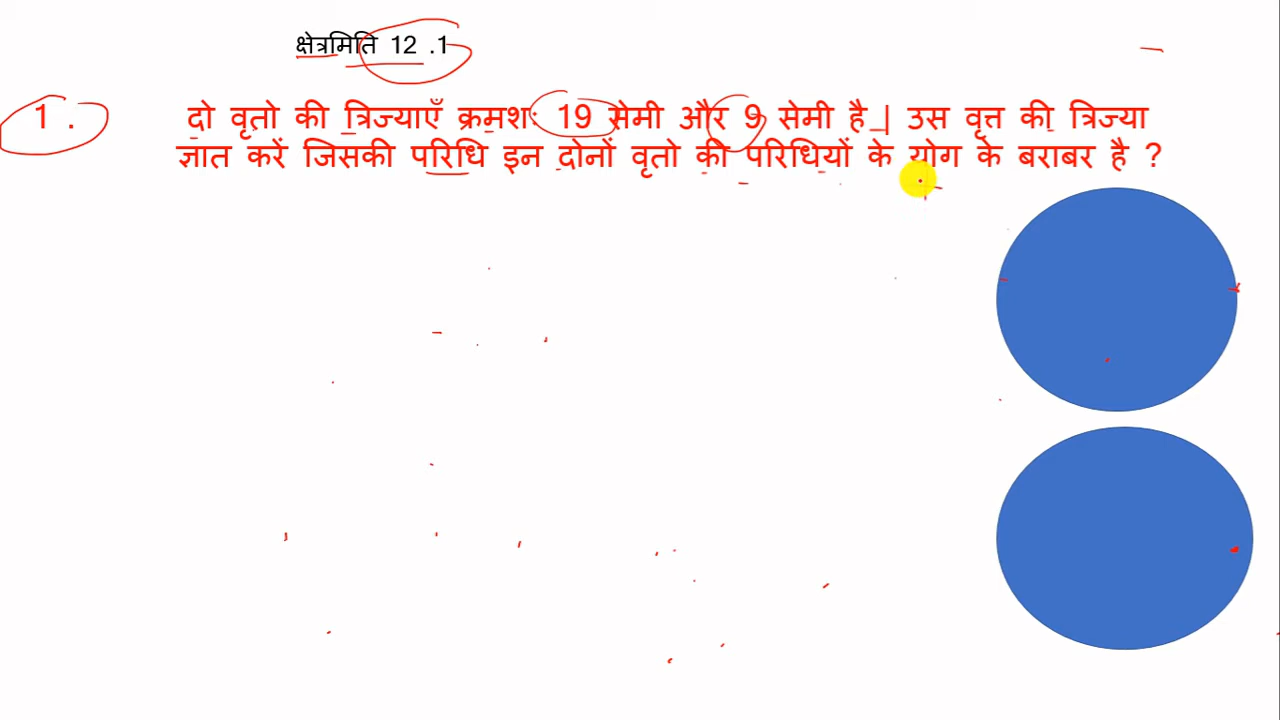 क्षेत्रमिति 12 .1
1 . दो वृतो की त्रिज्याएँ क्रमश: 19 सेमी और 9 सेमी है | उस वृत्त की त्रिज्या
ज्ञात करें जिसकी परिधि इन दोनों वृतो की परिधियों के योग के बराबर है ?